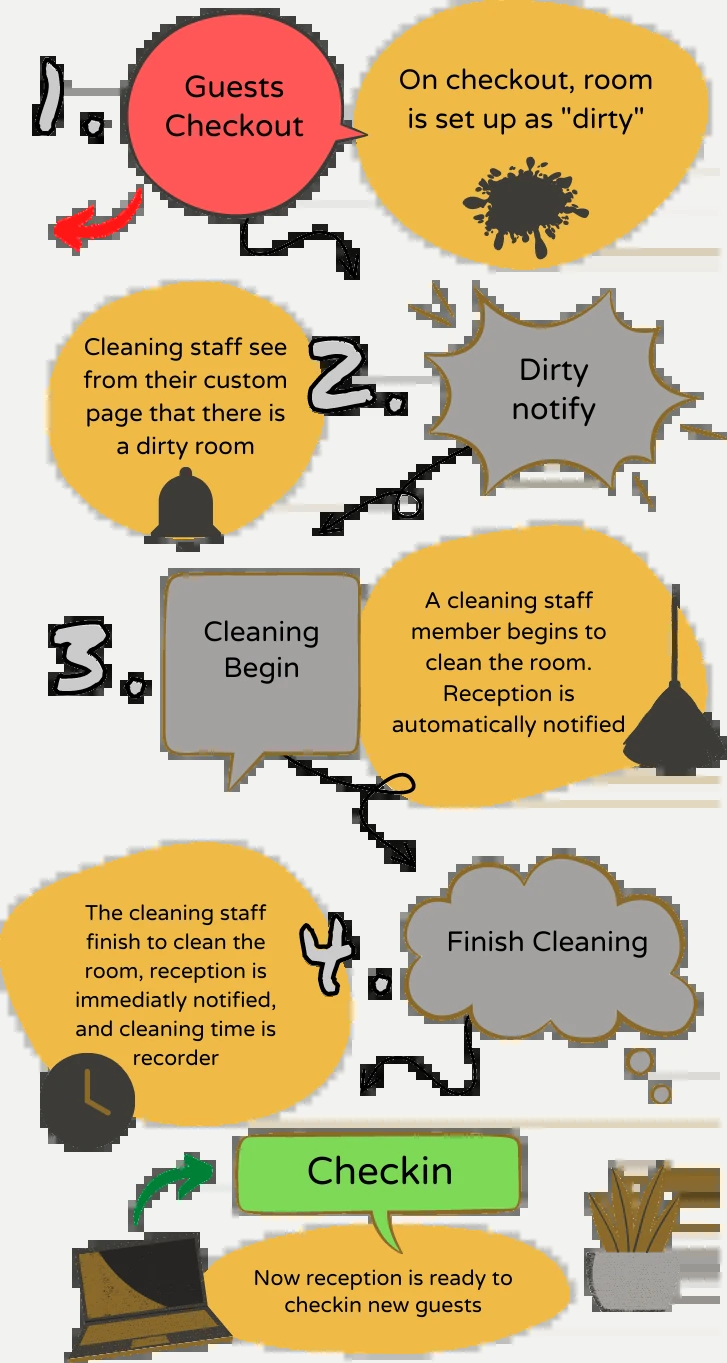 1.
Guests
Checkout
On checkout, room
is set up as "dirty"
2.
Dirty
notify
Cleaning staff see
from their custom
page that there is
a dirty room
3.
Cleaning
Begin
A cleaning staff
member begins to
clean the room.
Reception is
automatically notified
4.
Finish Cleaning
The cleaning staff
finish to clean the
room, reception is
immediatly notified,
and cleaning time is
recorder
Checkin
Now reception is ready to
checkin new guests